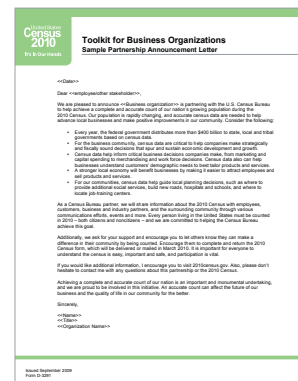 United States
Census
2010
It's In Our Hands
Toolkit for Business Organizations
Sample Partnership Announcement Letter
<<Date>>
Dear <<employee/other stakeholder>>,
We are pleased to announce <<Business organization>> is partnering with the U.S. Census Bureau
to help achieve a complete and accurate count of our nation's growing population during the
2010 Census. Our population is rapidly changing, and accurate census data are needed to help
advance local businesses and make positive improvements in our community. Consider the following:
• Every year, the federal government distributes more than $400 billion to state, local and tribal
governments based on census data.
• For the business community, census data are critical to help companies make strategically
and fiscally sound decisions that spur and sustain economic development and growth.
• Census data help inform critical business decisions companies make, from marketing and
capital spending to merchandising and work force decisions. Census data also can help
businesses understand customers' demographic needs to best tailor products and services.
• A stronger local economy will benefit businesses by making it easier to attract employees and
sell products and services.
• For our communities, census data help guide local planning decisions, such as where to
provide additional social services, build new roads, hospitals and schools, and where to
locate job-training centers.
As a Census Bureau partner, we will share information about the 2010 Census with employees,
customers, business and industry partners, and the surrounding community through various
communications efforts, events and more. Every person living in the United States must be counted
in 2010 – both citizens and noncitizens – and we are committed to helping the Census Bureau
achieve this goal.
Additionally, we ask for your support and encourage you to let others know they can make a
difference in their community by being counted. Encourage them to complete and return the 2010
Census form, which will be delivered or mailed in March 2010. It is important for everyone to
understand the census is easy, important and safe, and participation is vital.
If you would like additional information, I encourage you to visit 2010census.gov. Also, please don't
hesitate to contact me with any questions about this partnership or the 2010 Census.
Achieving a complete and accurate count of our nation is an important and monumental undertaking,
and we are proud to be involved in this initiative. An accurate count can affect the future of our
business and the quality of life in our community for the better.
Sincerely,
<<Name>>
<<Title>>
<<Organization Name>>
Issued September 2009
Form D-3291